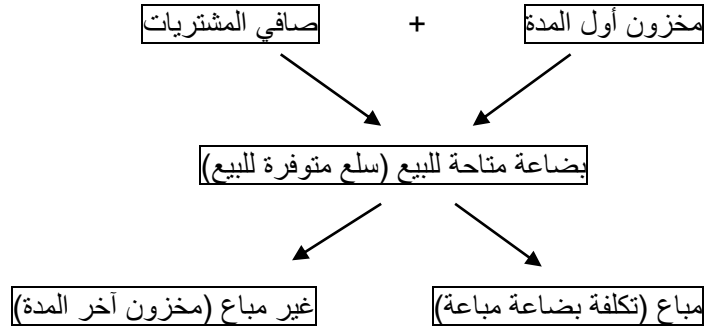 مخزون أول المدة + صافي المشتريات
بضاعة متاحة للبيع (سلع متوفرة للبيع)
مباع (تكلفة بضاعة مباعة) غير مباع (مخزون آخر المدة)